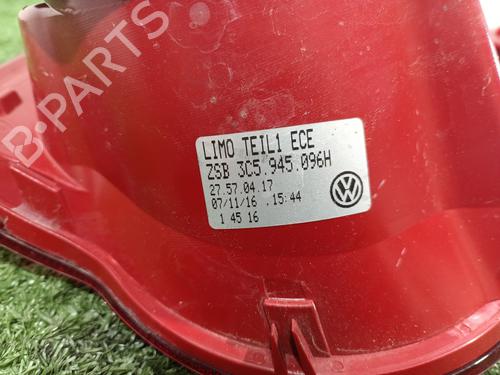 B-PARTS
LIMO TEIL1 ECE
ZSB 3C5.945.096H
27.57.04.17
07/11/16 .15:44
1 45 16